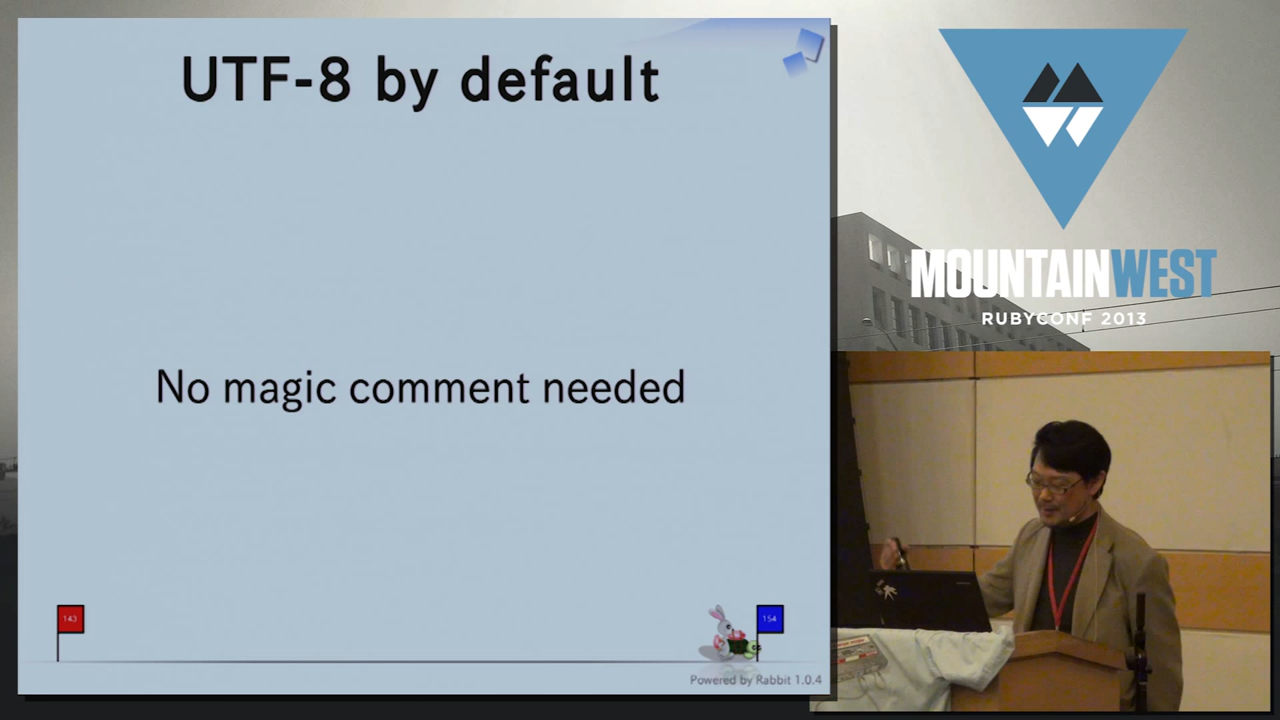 UTF-8 by default
No magic comment needed
143
154
Powered by Rabbit 1.0.4
MOUNTAINWEST
RUBYCONF 2013